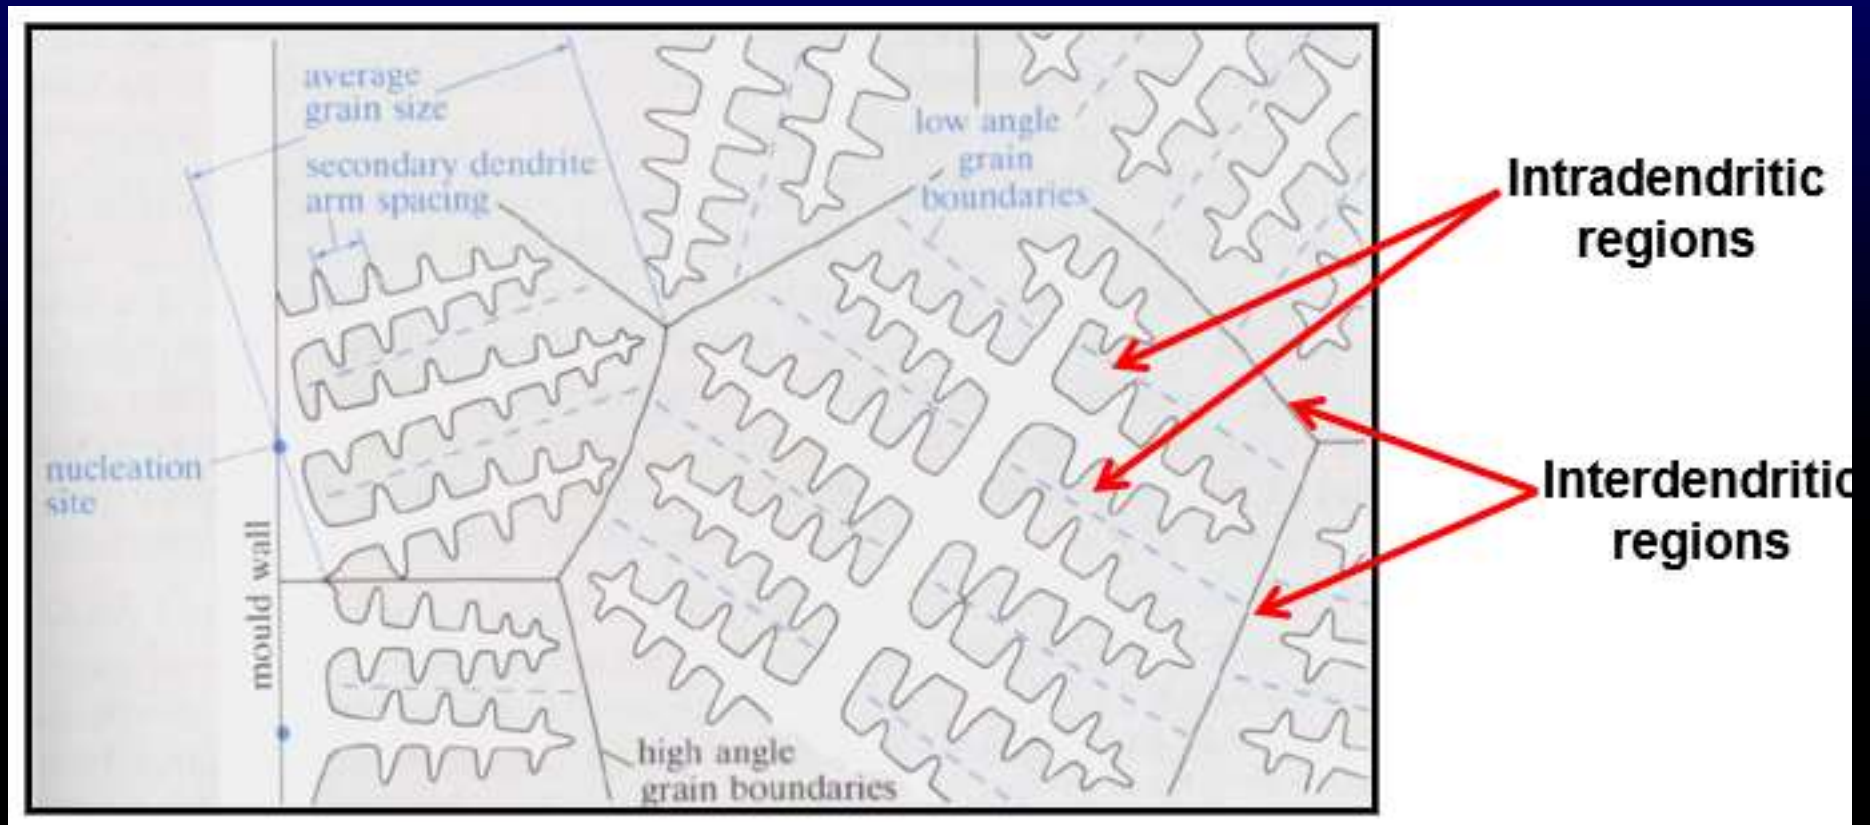 average
grain size
secondary dendrite
arm spacing
low angle
grain
boundaries
Intradendritic
regions
nucleation
site
mould wall
Interdendritic
regions
high angle
grain boundaries